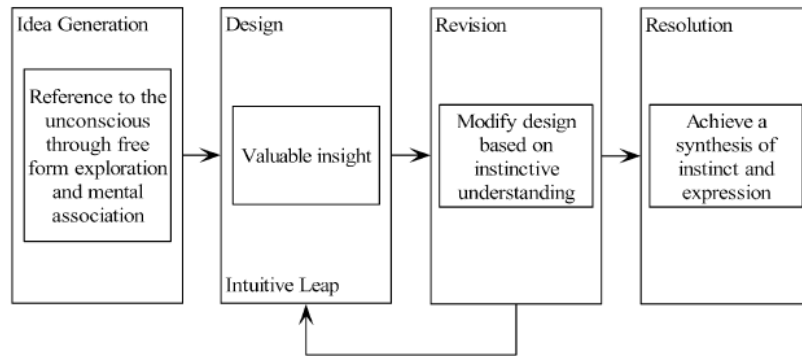 Idea Generation
Reference to the
unconscious
through free
form exploration
and mental
association
Design
Valuable insight
Intuitive Leap
Revision
Modify design
based on
instinctive
understanding
Resolution
Achieve a
synthesis of
instinct and
expression